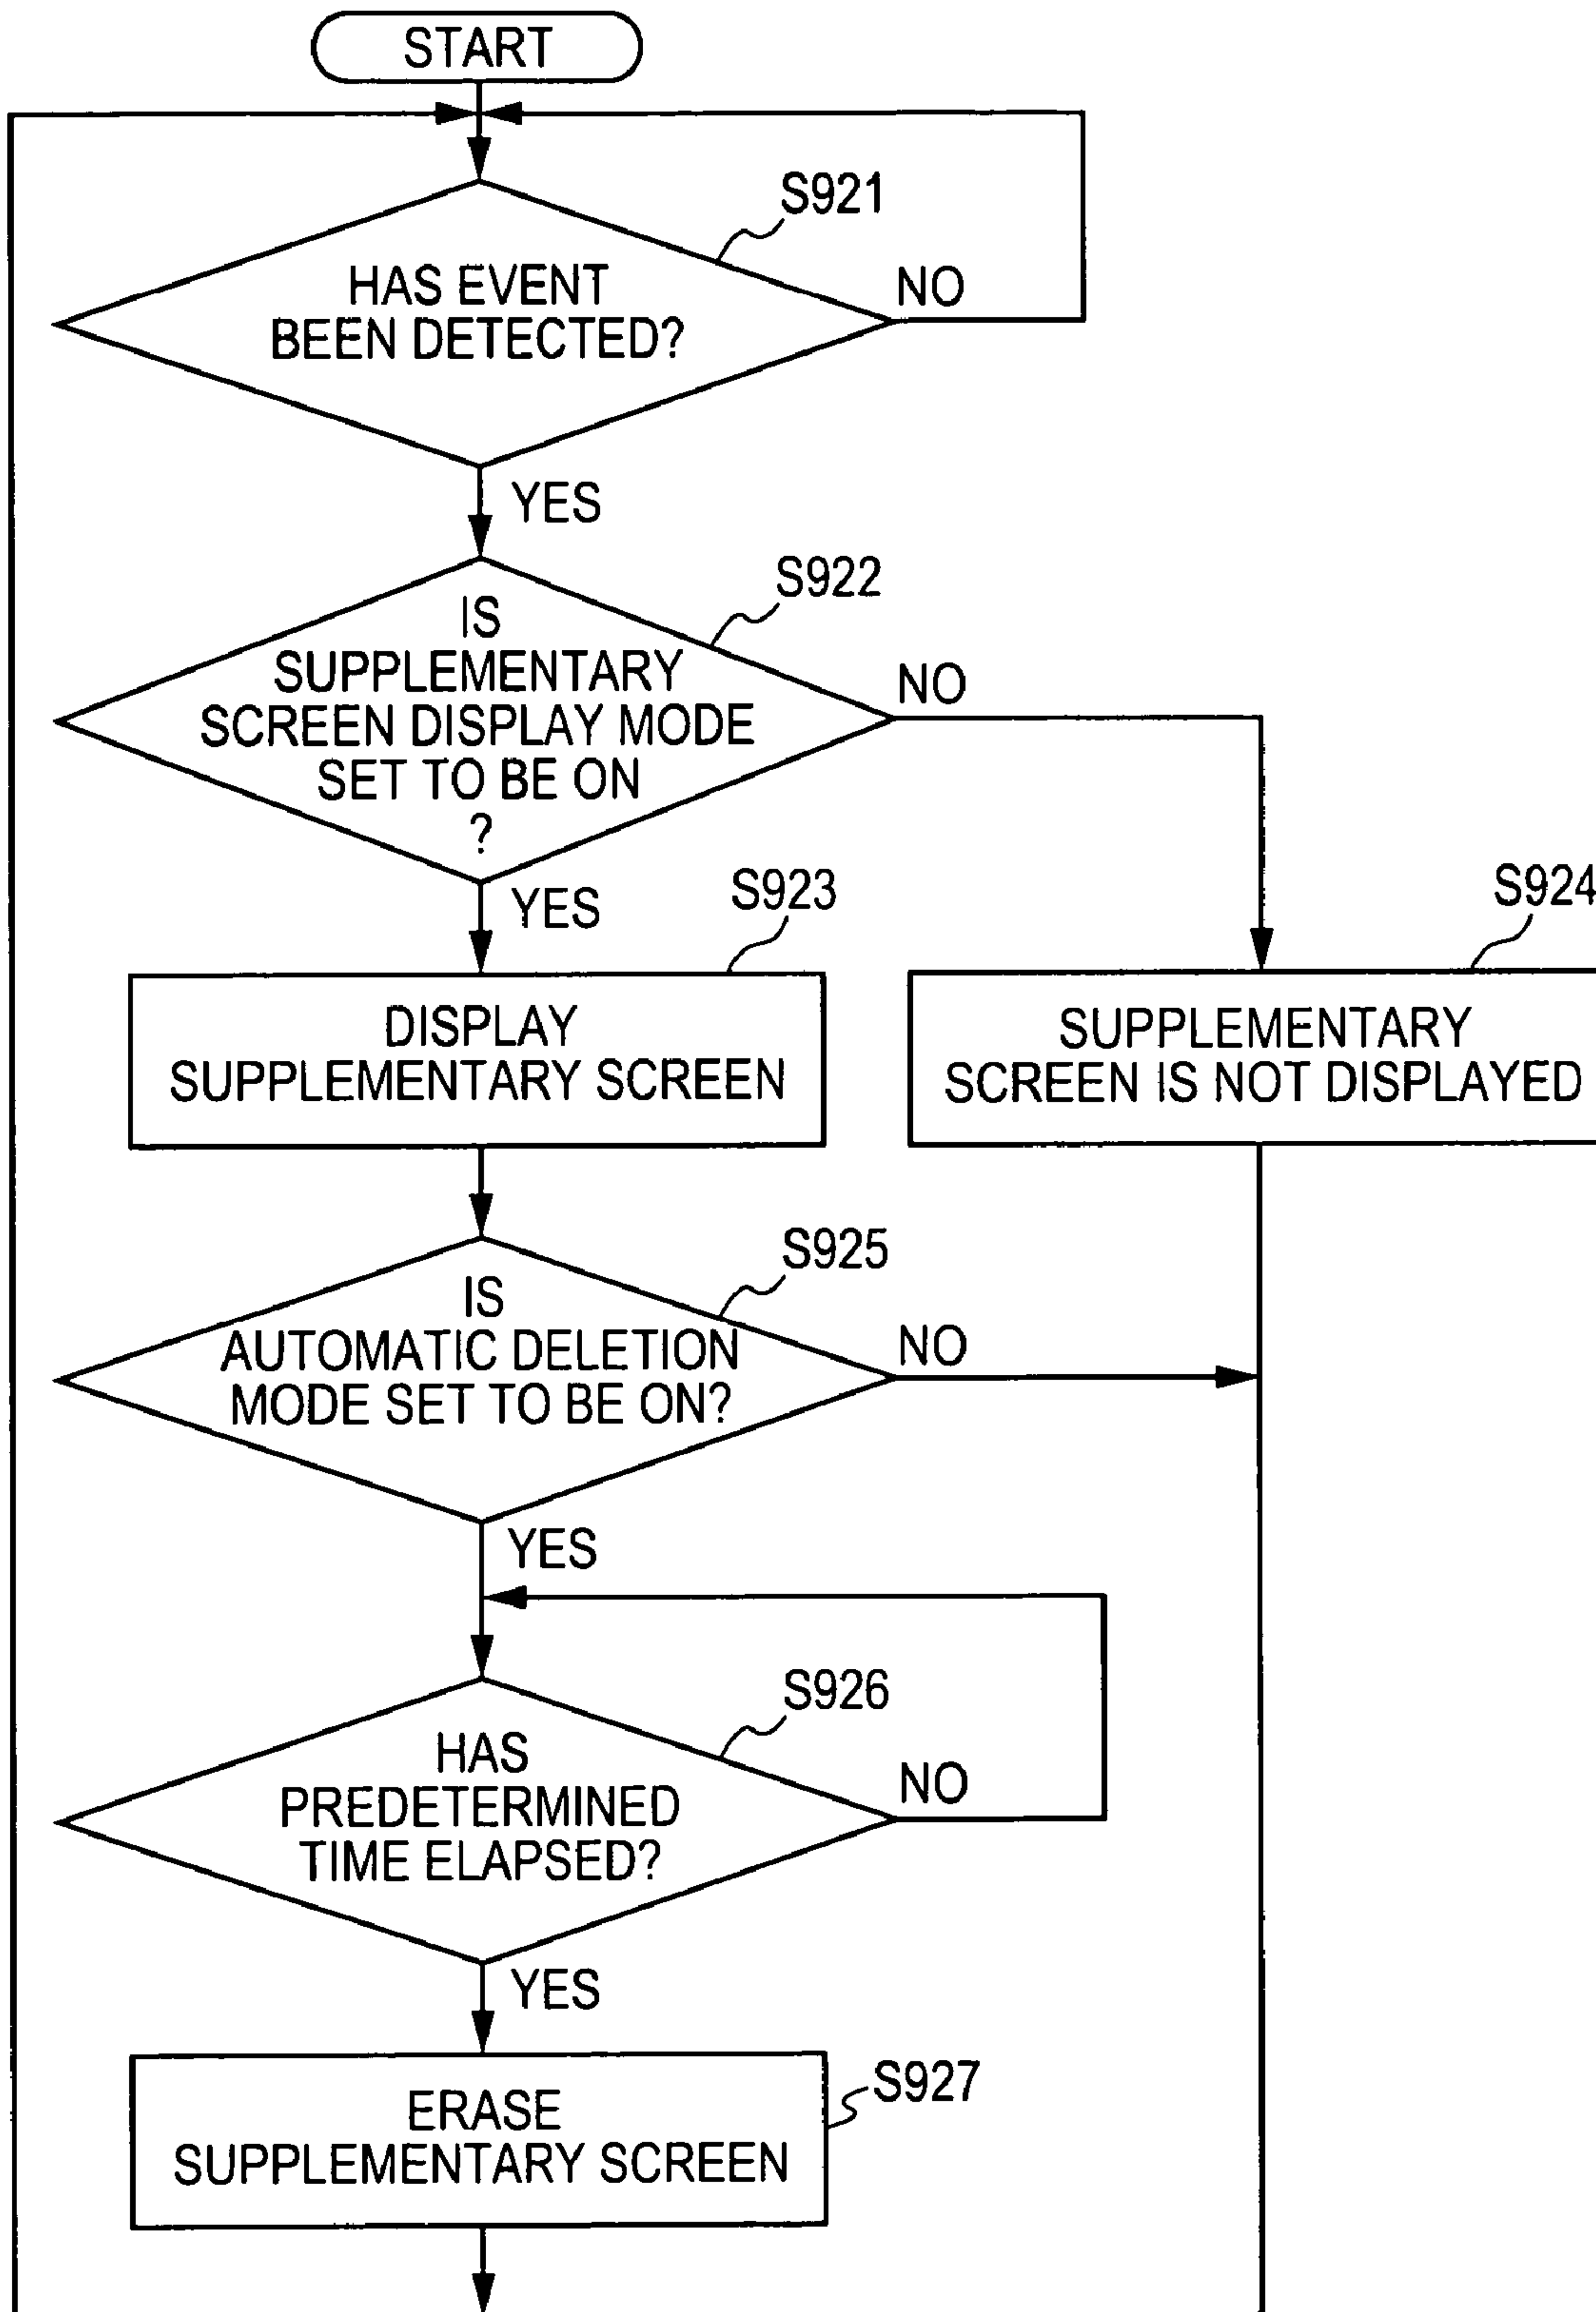 START
S921
HAS EVENT
BEEN DETECTED?
NO
YES
S922
IS
SUPPLEMENTARY
SCREEN DISPLAY MODE
SET TO BE ON
?
NO
YES
S923
S924
DISPLAY
SUPPLEMENTARY SCREEN
SUPPLEMENTARY
SCREEN IS NOT DISPLAYED
S925
IS
AUTOMATIC DELETION
MODE SET TO BE ON?
NO
YES
S926
HAS
PREDETERMINED
TIME ELAPSED?
NO
YES
S927
ERASE
SUPPLEMENTARY SCREEN